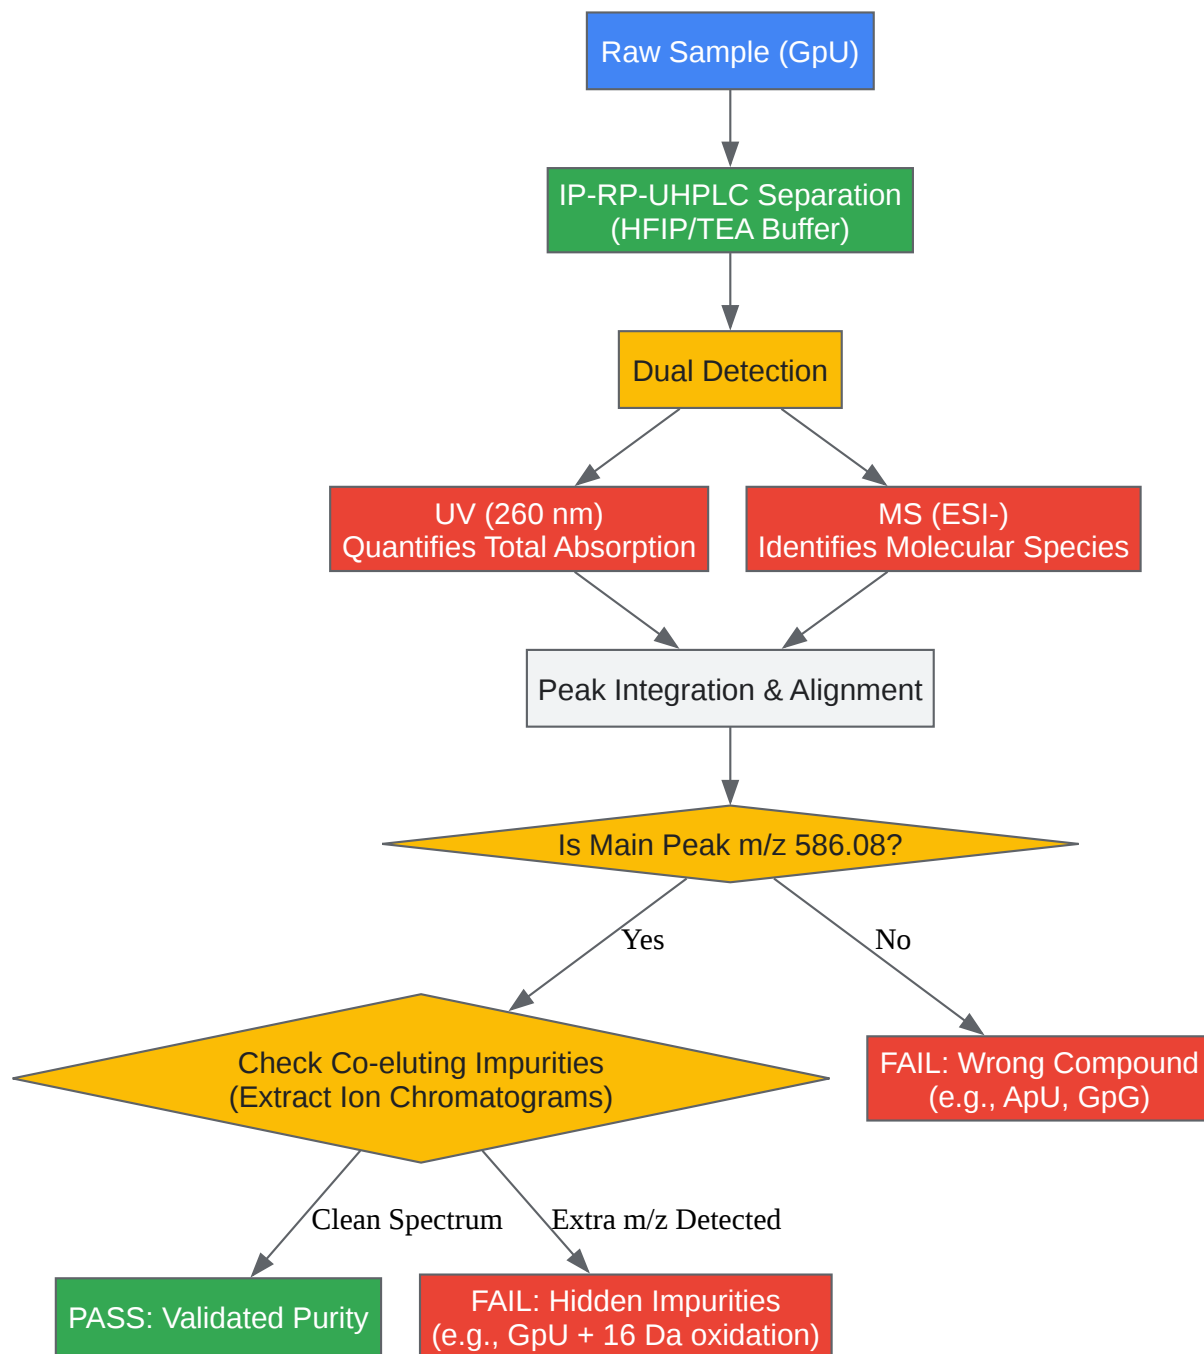 Raw Sample (GpU)
IP-RP-UHPLC Separation
(HFIP/TEA Buffer)
Dual Detection
UV (260 nm)
Quantifies Total Absorption
MS (ESI-)
Identifies Molecular Species
Peak Integration & Alignment
Is Main Peak m/z 586.08?
Yes
No
Check Co-eluting Impurities
(Extract Ion Chromatograms)
FAIL: Wrong Compound
(e.g., ApU, GpG)
Clean Spectrum
Extra m/z Detected
PASS: Validated Purity
FAIL: Hidden Impurities
(e.g., GpU + 16 Da oxidation)